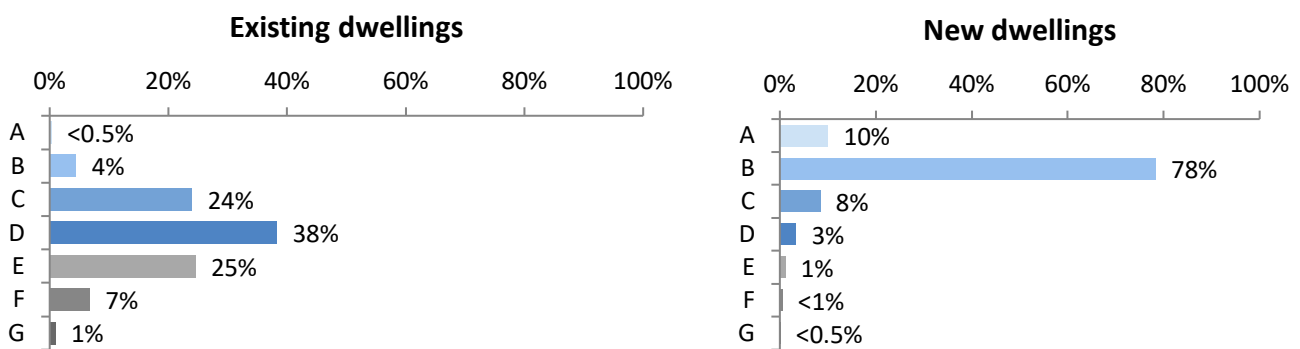 Existing dwellings
0% 20% 40% 60% 80% 100%
A <0.5%
B 4%
C 24%
D 38%
E 25%
F 7%
G 1%
New dwellings
0% 20% 40% 60% 80% 100%
A 10%
B 78%
C 8%
D 3%
E 1%
F <1%
G <0.5%